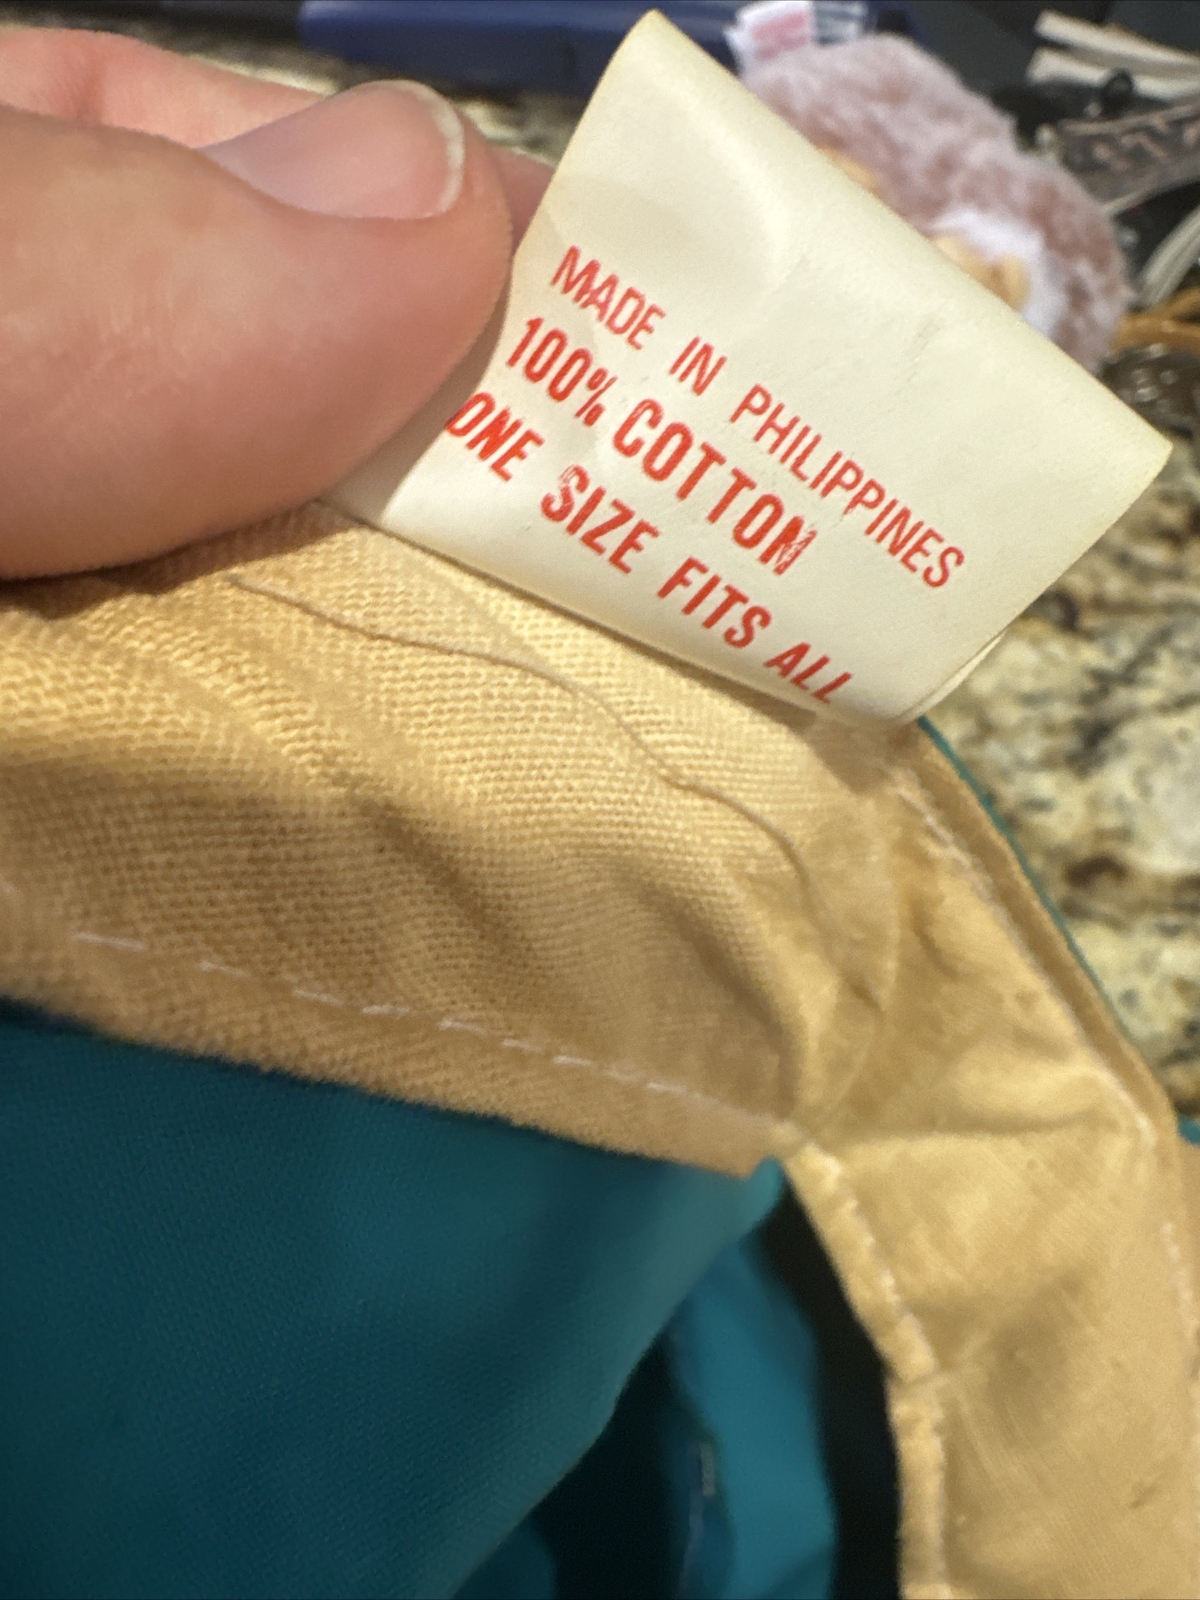 MADE IN PHILIPPINES
100% COTTON
ONE SIZE FITS ALL